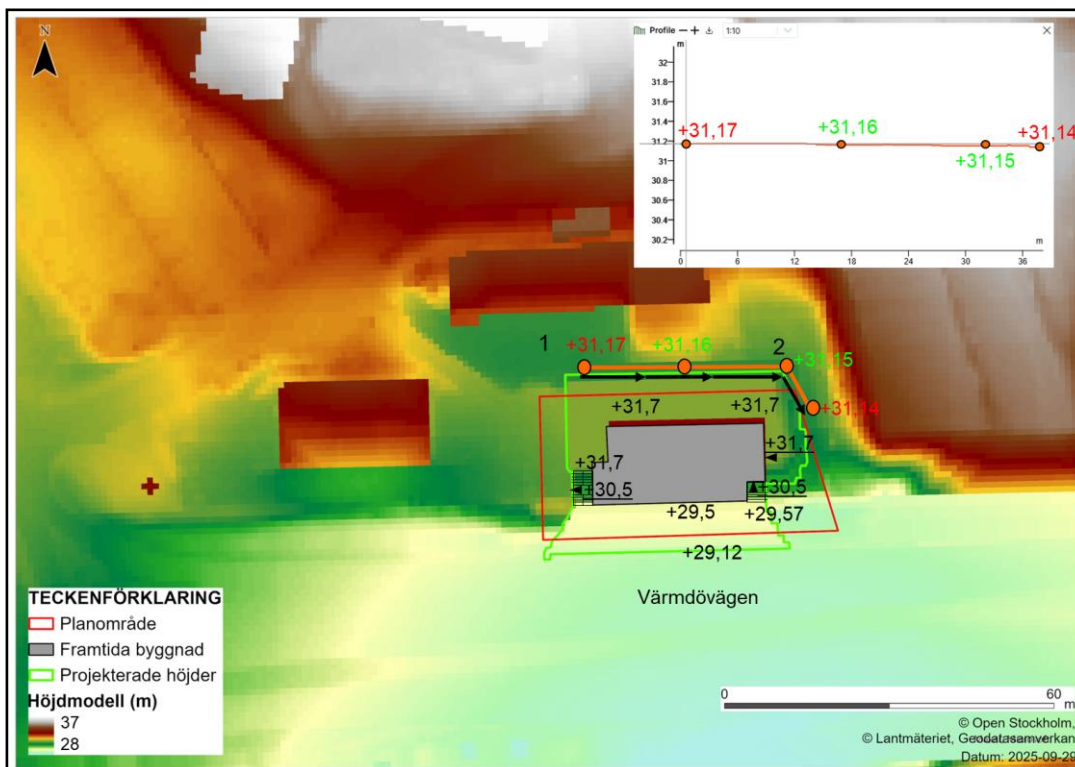 N
Profile 1:10
m
32
31.8
31.6
31.4
31.2
31
30.8
30.6
30.4
30.2
+31,17
+31,16
+31,15
+31,14
m
0 6 12 18 24 30 36
1
+31,17
+31,16
2
+31,15
+31,14
+31,7
+31,7
+31,7
+31,7
+30,5
+30,5
+29,5
+29,57
+29,12
Värmdövägen
TECKENFÖRKLARING
Planområde
Framtida byggnad
Projekterade höjder
Höjdmodell (m)
37
28
0 60
m
© Open Stockholm,
© Lantmäteriet, Geodatasamverkan
Datum: 2025-09-29